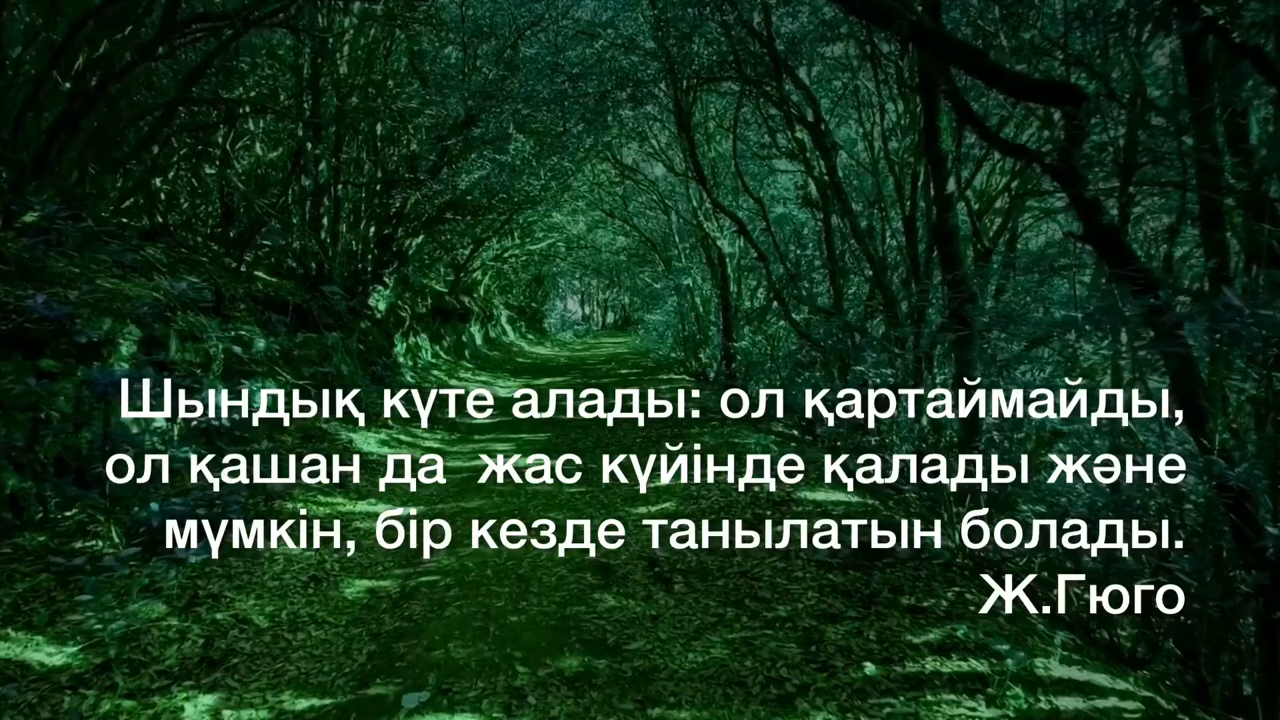 Шындық күте алады: ол қартаймайды,
ол қашан да жас күйінде қалады және
мүмкін, бір кезде танылатын болады.
Ж.Гюго